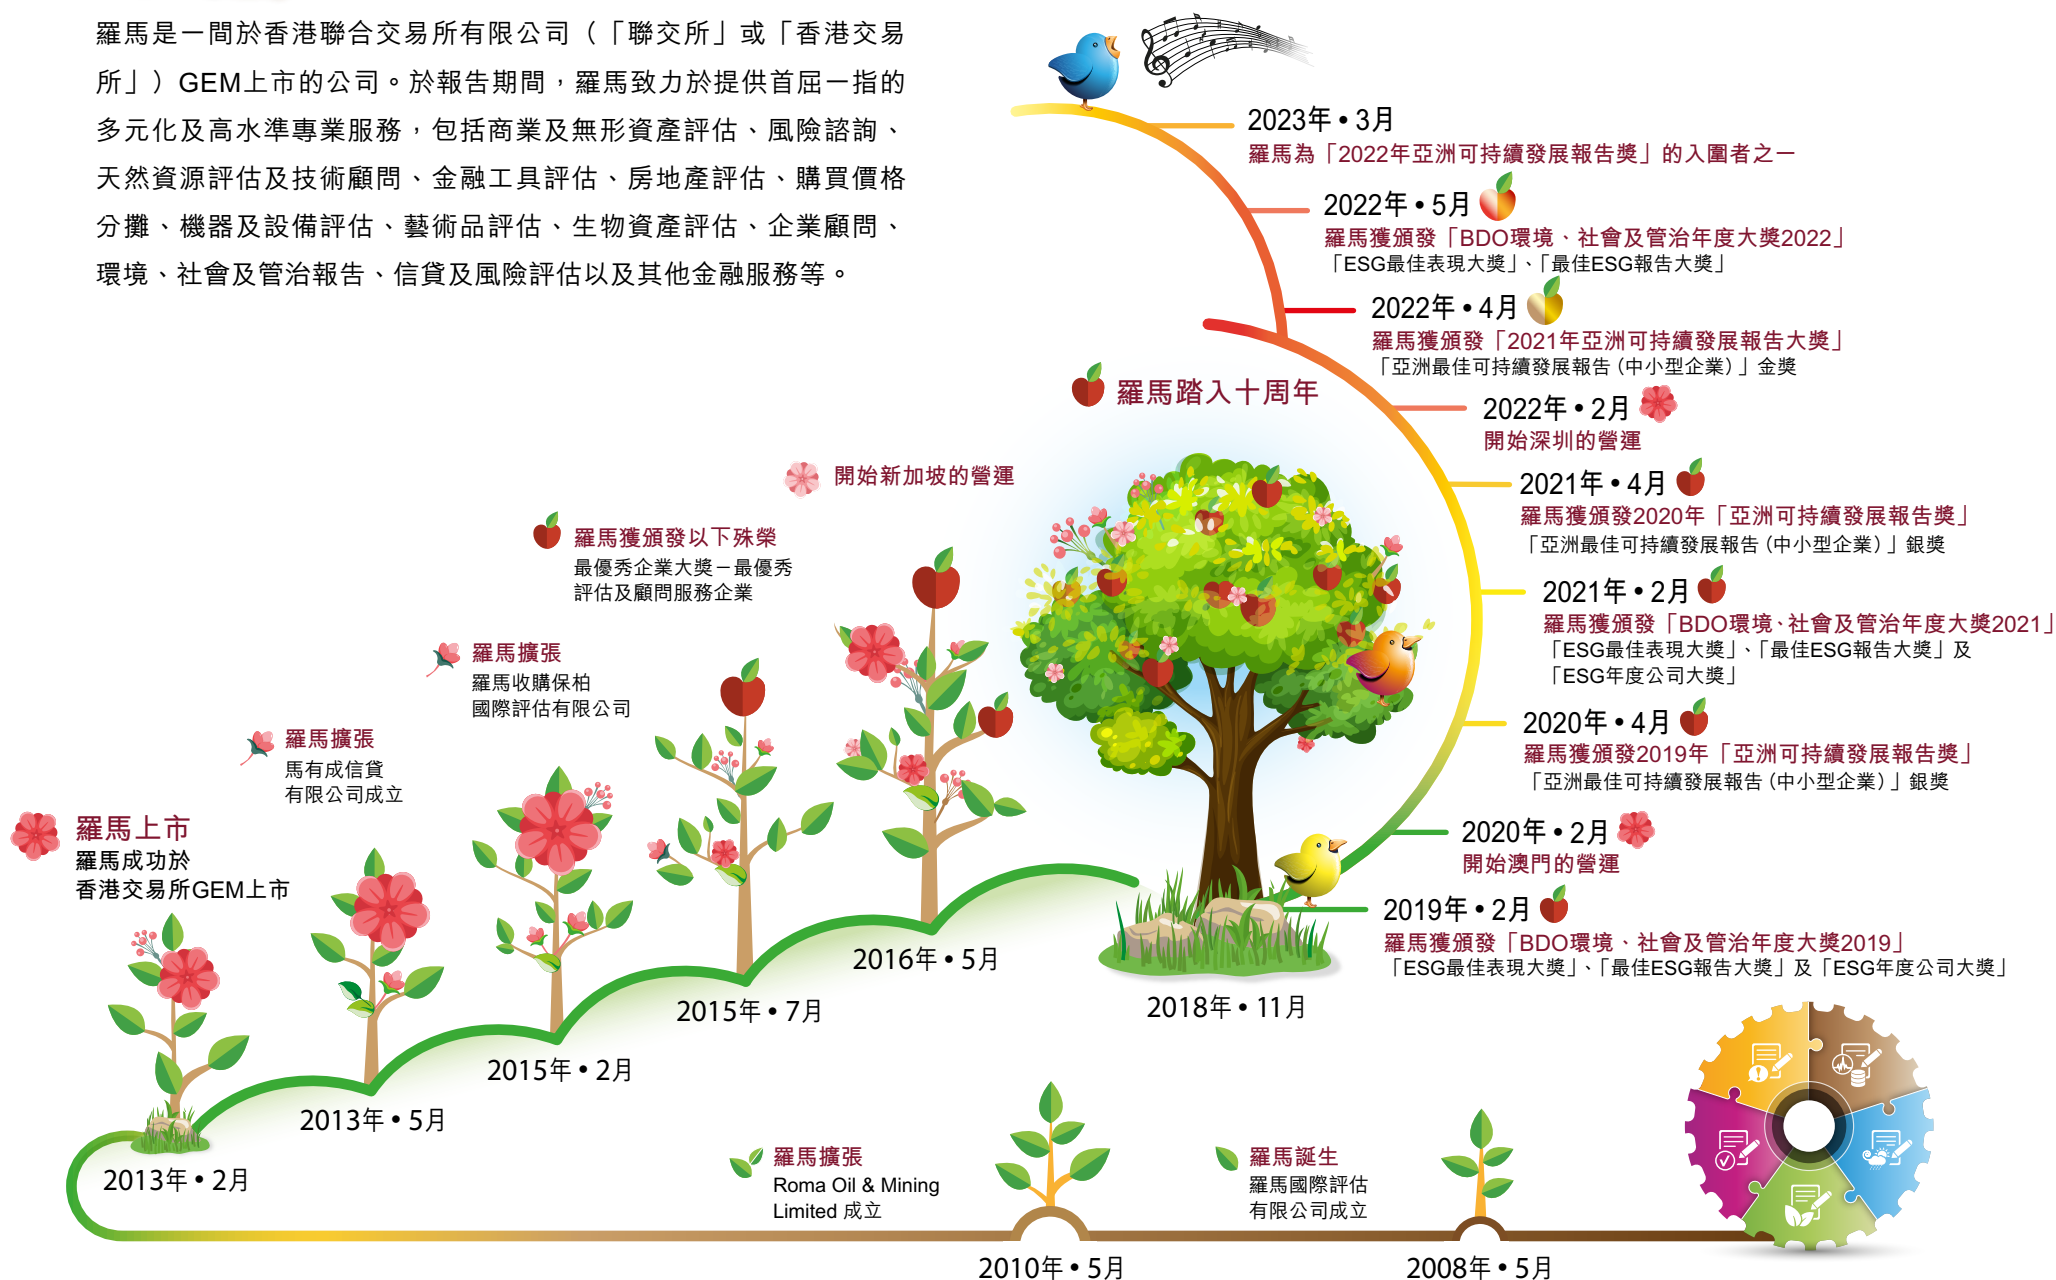 羅馬是一間於香港聯合交易所有限公司（「聯交所」或「香港交易
所」）GEM上市的公司。於報告期間，羅馬致力於提供首屈一指的
多元化及高水準專業服務，包括商業及無形資產評估、風險諮詢、
天然資源評估及技術顧問、金融工具評估、房地產評估、購買價格
分攤、機器及設備評估、藝術品評估、生物資產評估、企業顧問、
環境、社會及管治報告、信貸及風險評估以及其他金融服務等。
2023年 • 3月
羅馬為「2022年亞洲可持續發展報告獎」的入圍者之一
2022年 • 5月
羅馬獲頒發「BDO環境、社會及管治年度大獎2022」
「ESG最佳表現大獎」、「最佳ESG報告大獎」
2022年 • 4月
羅馬獲頒發「2021年亞洲可持續發展報告大獎」
「亞洲最佳可持續發展報告（中小型企業）」金獎
2022年 • 2月
開始深圳的營運
2021年 • 4月
羅馬獲頒發2020年「亞洲可持續發展報告獎」
「亞洲最佳可持續發展報告（中小型企業）」銀獎
2021年 • 2月
羅馬獲頒發「BDO環境、社會及管治年度大獎2021」
「ESG最佳表現大獎」、「最佳ESG報告大獎」及
「ESG年度公司大獎」
2020年 • 4月
羅馬獲頒發2019年「亞洲可持續發展報告獎」
「亞洲最佳可持續發展報告（中小型企業）」銀獎
2020年 • 2月
開始澳門的營運
2019年 • 2月
羅馬獲頒發「BDO環境、社會及管治年度大獎2019」
「ESG最佳表現大獎」、「最佳ESG報告大獎」及「ESG年度公司大獎」
羅馬踏入十周年
2018年 • 11月
開始新加坡的營運
2016年 • 5月
羅馬獲頒發以下殊榮
最優秀企業大獎－最優秀
評估及顧問服務企業
2015年 • 7月
羅馬擴張
羅馬收購保柏
國際評估有限公司
2015年 • 2月
羅馬擴張
馬有成信貸
有限公司成立
2013年 • 5月
羅馬上市
羅馬成功於
香港交易所GEM上市
2013年 • 2月
羅馬擴張
Roma Oil & Mining
Limited 成立
2010年 • 5月
羅馬誕生
羅馬國際評估
有限公司成立
2008年 • 5月